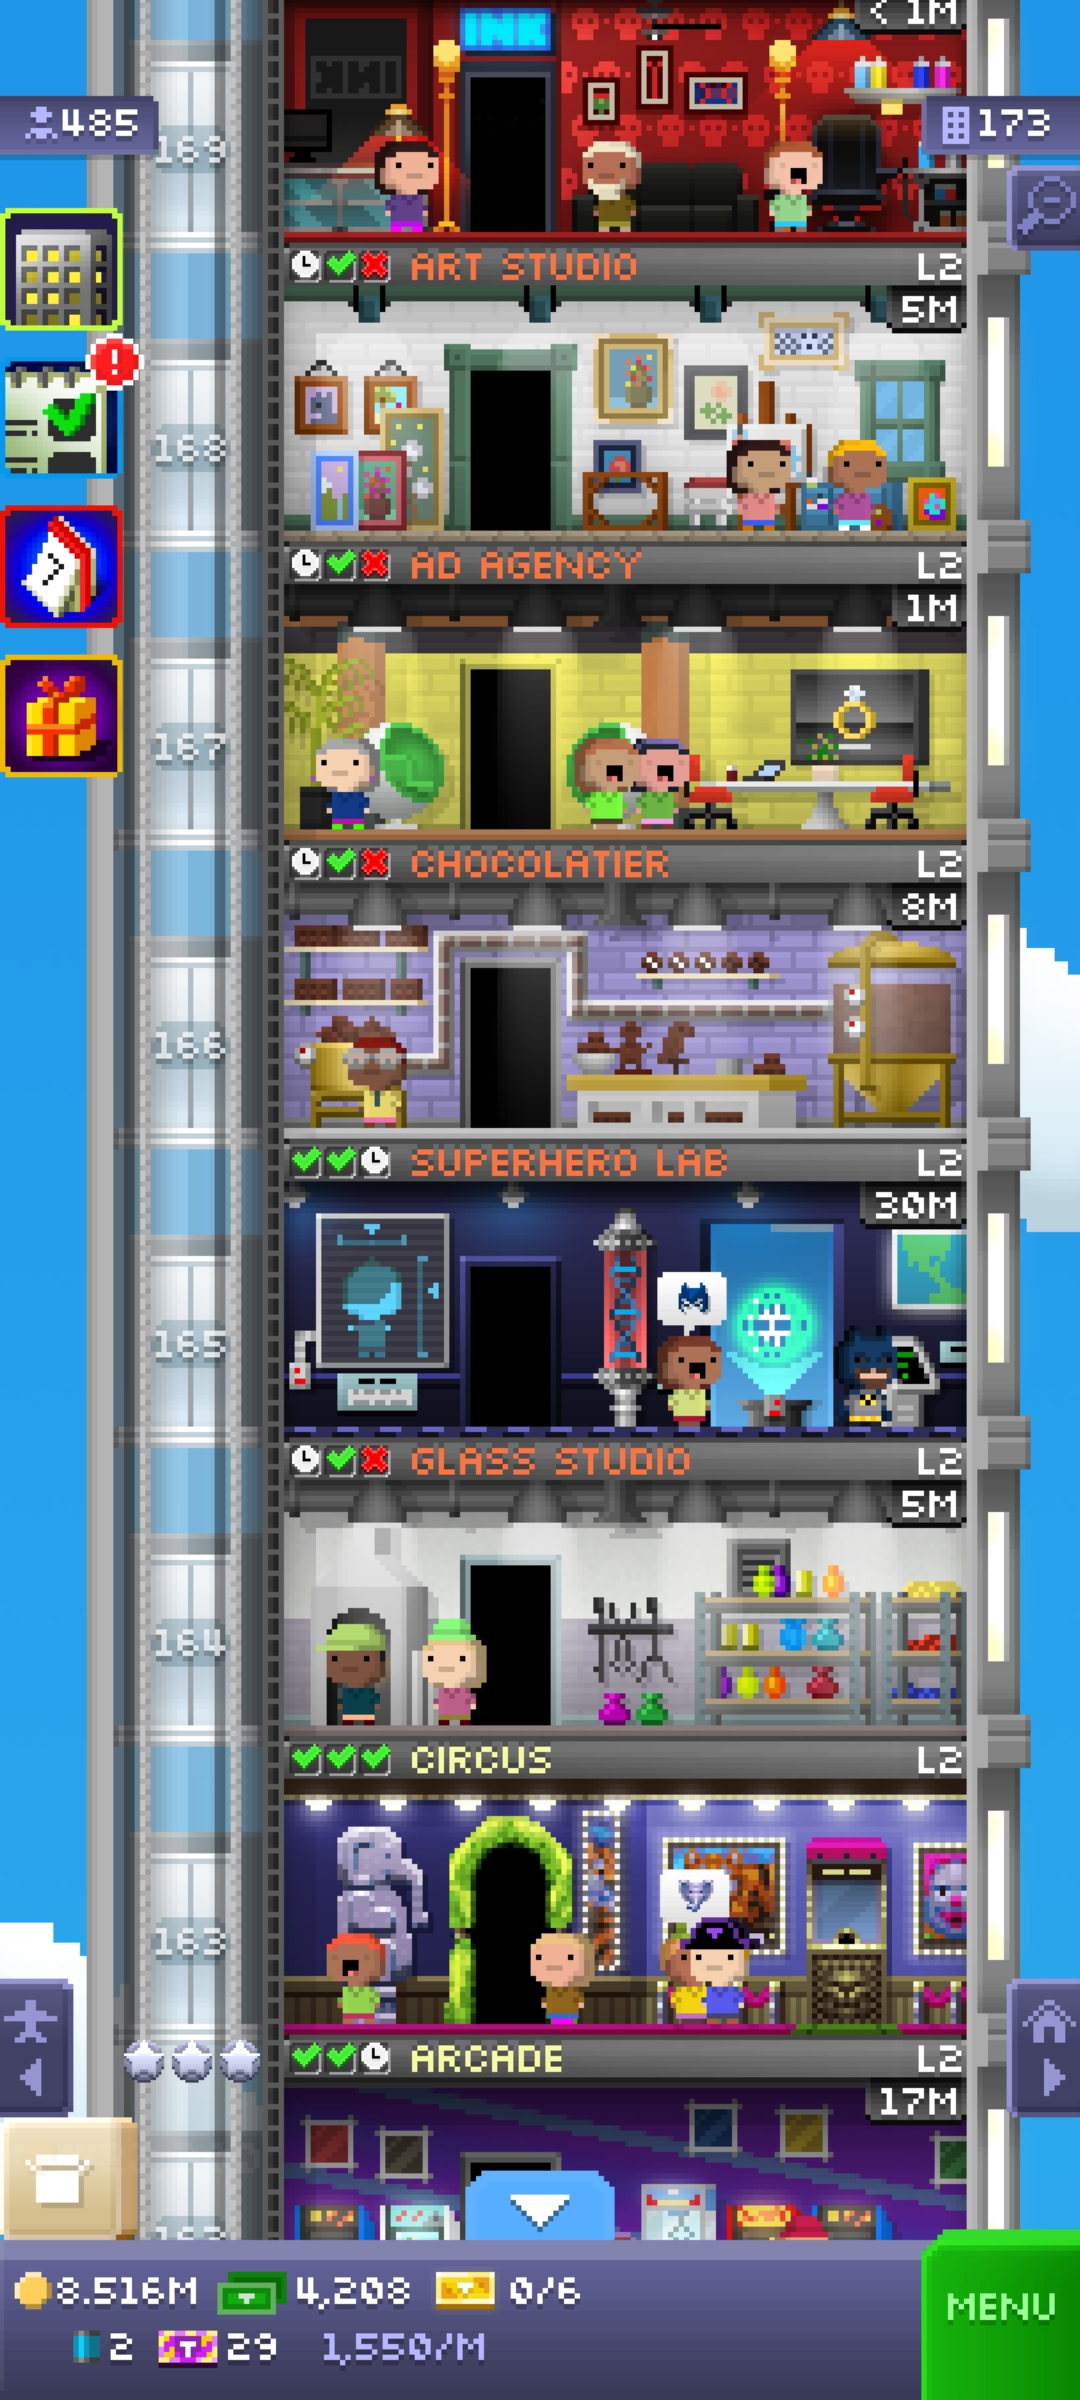 INK
< 1M
485
173
169
ART STUDIO L2
5M
168
AD AGENCY L2
1M
167
CHOCOLATIER L2
8M
166
SUPERHERO LAB L2
30M
165
GLASS STUDIO L2
5M
164
CIRCUS L2
163
ARCADE L2
17M
8.516M 4,208 0/6
2 29 1,550/M
MENU